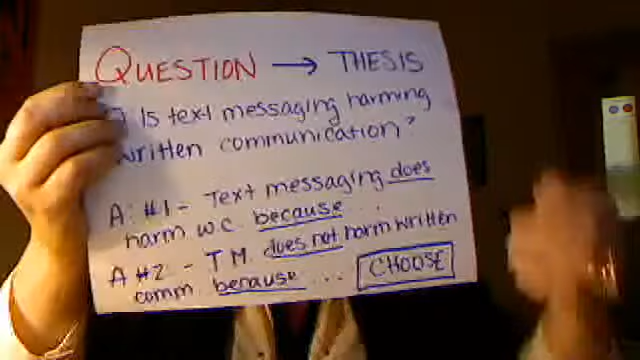 QUESTION → THESIS
Q Is text messaging harming
written communication?
A: #1 - Text messaging does
harm w.c. because...
A #2 - T M. does not harm written
comm. because ... CHOOSE